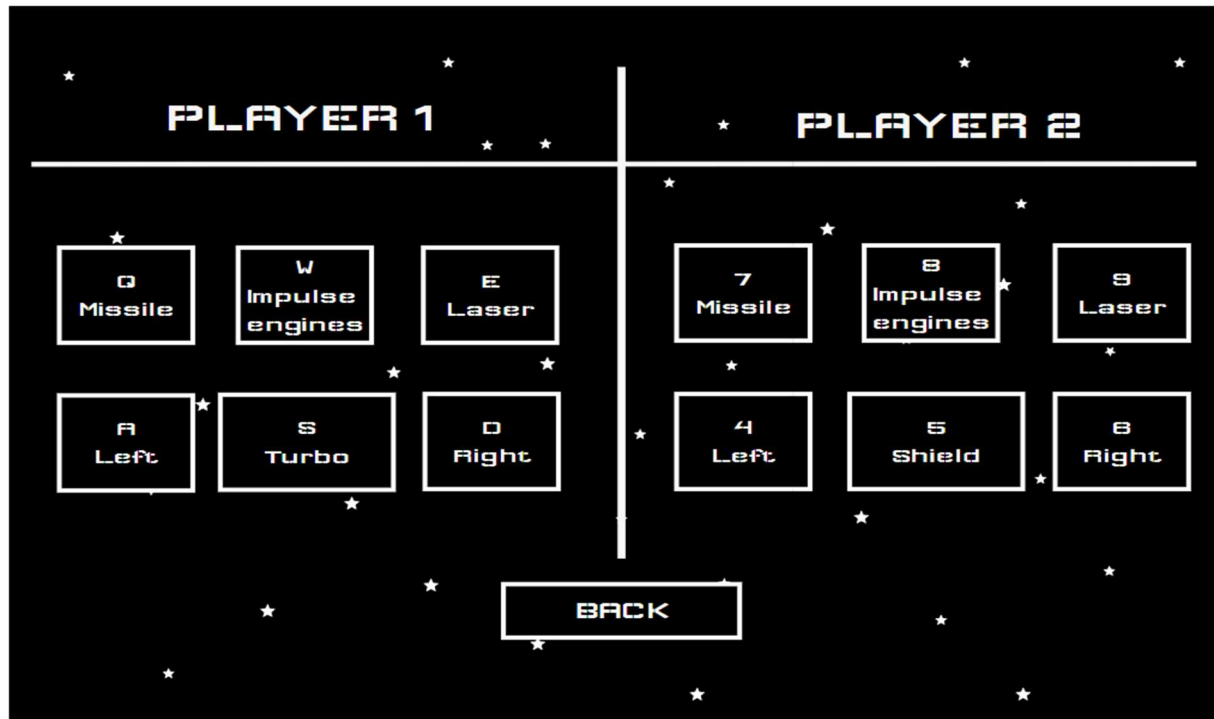 PLAYER 1
PLAYER 2
Q
Missile
W
Impulse
engines
E
Laser
7
Missile
8
Impulse
engines
9
Laser
A
Left
S
Turbo
D
Right
4
Left
5
Shield
6
Right
BACK